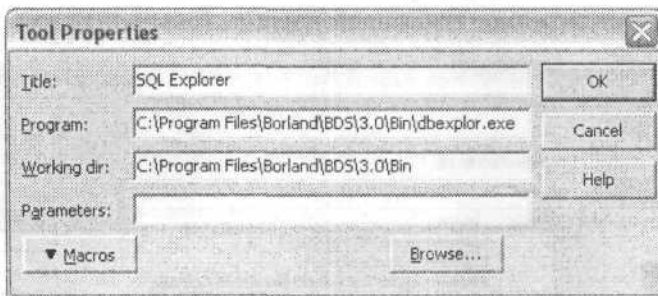 Tool Properties
Title: SQL Explorer OK
Program: C:\Program Files\Borland\BDS\3.0\Bin\dbexplor.exe Cancel
Working dir: C:\Program Files\Borland\BDS\3.0\Bin Help
Parameters:
▼ Macros Browse...